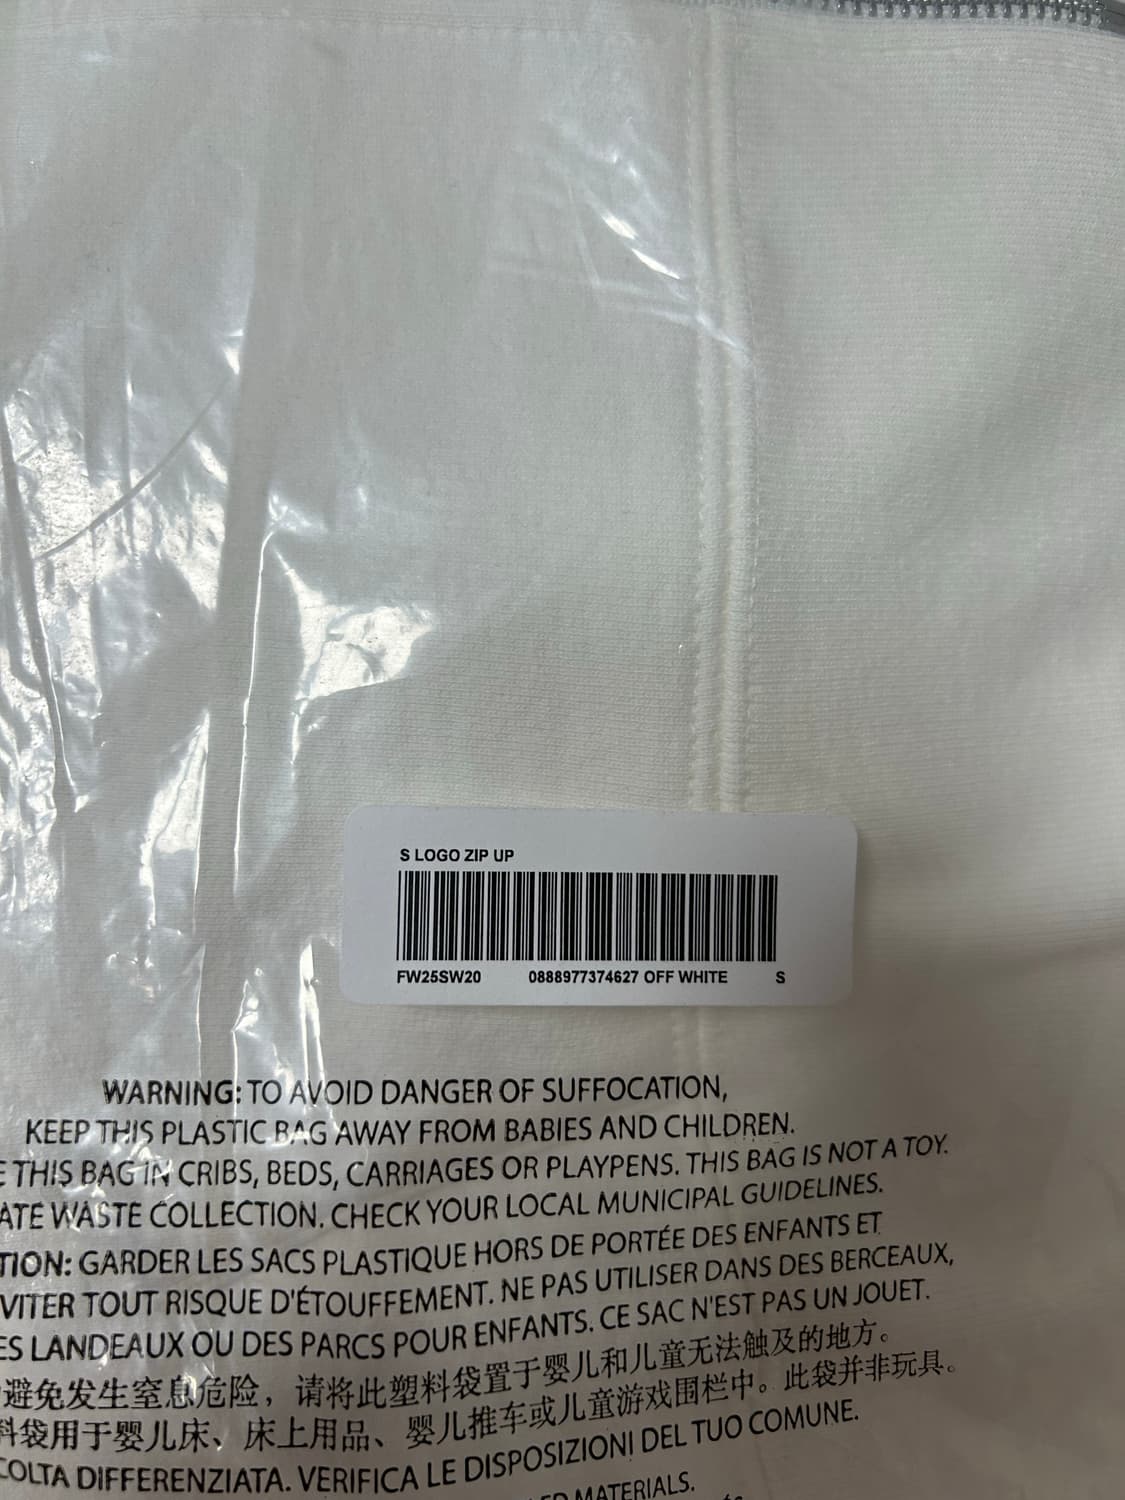 S LOGO ZIP UP
FW25SW20 0888977374627 OFF WHITE S
WARNING: TO AVOID DANGER OF SUFFOCATION,
KEEP THIS PLASTIC BAG AWAY FROM BABIES AND CHILDREN.
E THIS BAG IN CRIBS, BEDS, CARRIAGES OR PLAYPENS. THIS BAG IS NOT A TOY.
ATE WASTE COLLECTION. CHECK YOUR LOCAL MUNICIPAL GUIDELINES.
TION: GARDER LES SACS PLASTIQUE HORS DE PORTÉE DES ENFANTS ET
VITER TOUT RISQUE D'ÉTOUFFEMENT. NE PAS UTILISER DANS DES BERCEAUX,
ES LANDEAUX OU DES PARCS POUR ENFANTS. CE SAC N'EST PAS UN JOUET.
避免发生窒息危险，请将此塑料袋置于婴儿和儿童无法触及的地方。
料袋用于婴儿床、床上用品、婴儿推车或儿童游戏围栏中。此袋并非玩具。
COLTA DIFFERENZIATA. VERIFICA LE DISPOSIZIONI DEL TUO COMUNE.
ED MATERIALS.